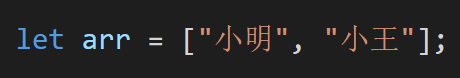 let arr = ["小明", "小王"];